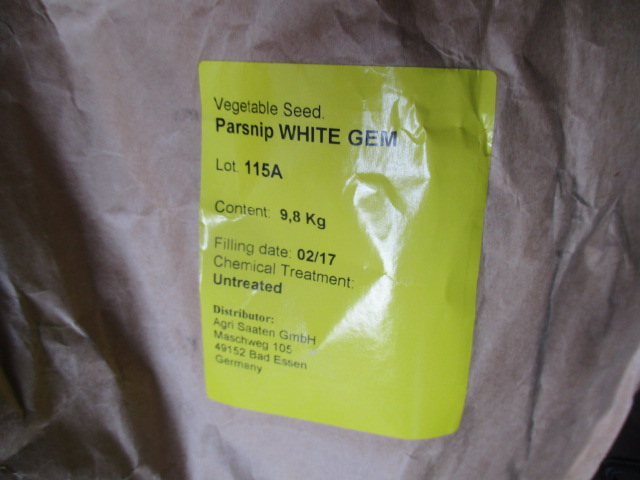 Vegetable Seed.
Parsnip WHITE GEM
Lot. 115A
Content: 9,8 Kg
Filling date: 02/17
Chemical Treatment:
Untreated
Distributor:
Agri Saaten GmbH
Maschweg 105
49152 Bad Essen
Germany